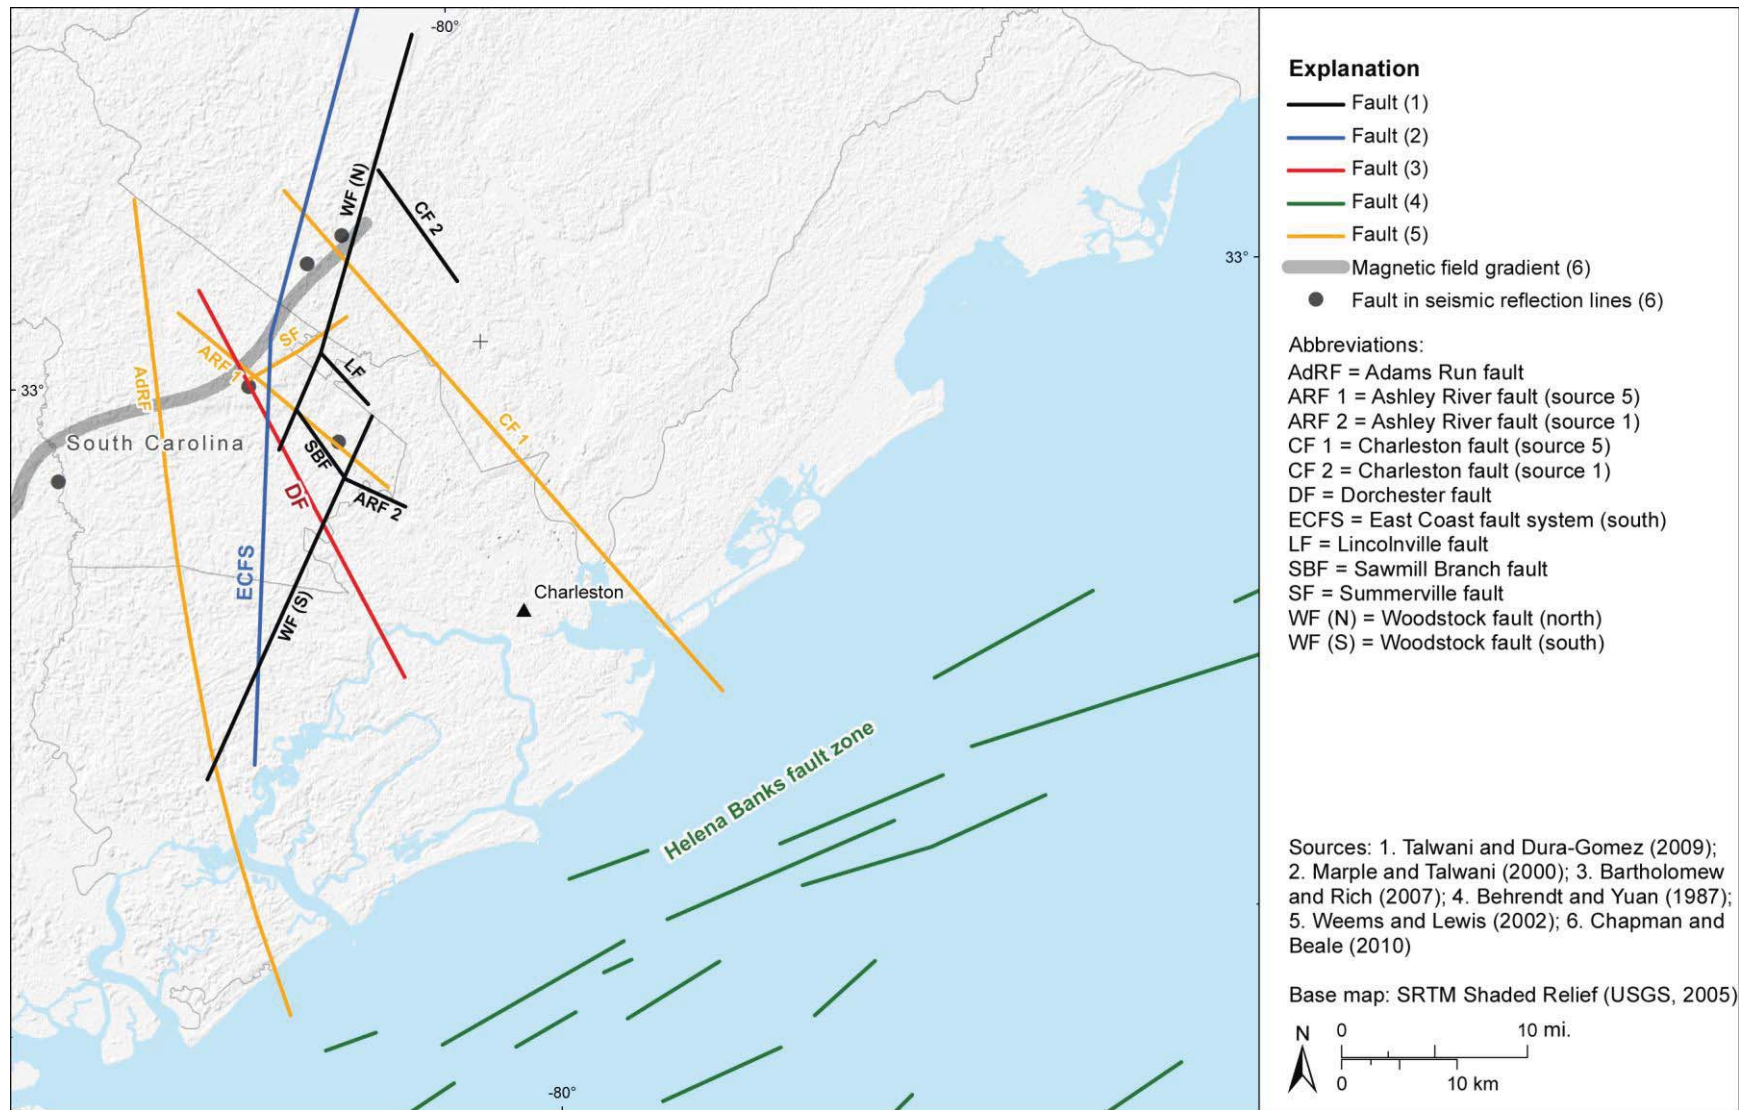 -80°
WF (N)
CF 2
33°
SF
ARF 1
LF
AdRF
33°
CF 1
South Carolina
SBF
DF
ARF 2
ECFS
Charleston
WF (S)
Helena Banks fault zone
-80°
Explanation
Fault (1)
Fault (2)
Fault (3)
Fault (4)
Fault (5)
Magnetic field gradient (6)
Fault in seismic reflection lines (6)
Abbreviations:
AdRF = Adams Run fault
ARF 1 = Ashley River fault (source 5)
ARF 2 = Ashley River fault (source 1)
CF 1 = Charleston fault (source 5)
CF 2 = Charleston fault (source 1)
DF = Dorchester fault
ECFS = East Coast fault system (south)
LF = Lincolnville fault
SBF = Sawmill Branch fault
SF = Summerville fault
WF (N) = Woodstock fault (north)
WF (S) = Woodstock fault (south)
Sources: 1. Talwani and Dura-Gomez (2009);
2. Marple and Talwani (2000); 3. Bartholomew
and Rich (2007); 4. Behrendt and Yuan (1987);
5. Weems and Lewis (2002); 6. Chapman and
Beale (2010)
Base map: SRTM Shaded Relief (USGS, 2005)
N
0 10 mi.
0 10 km